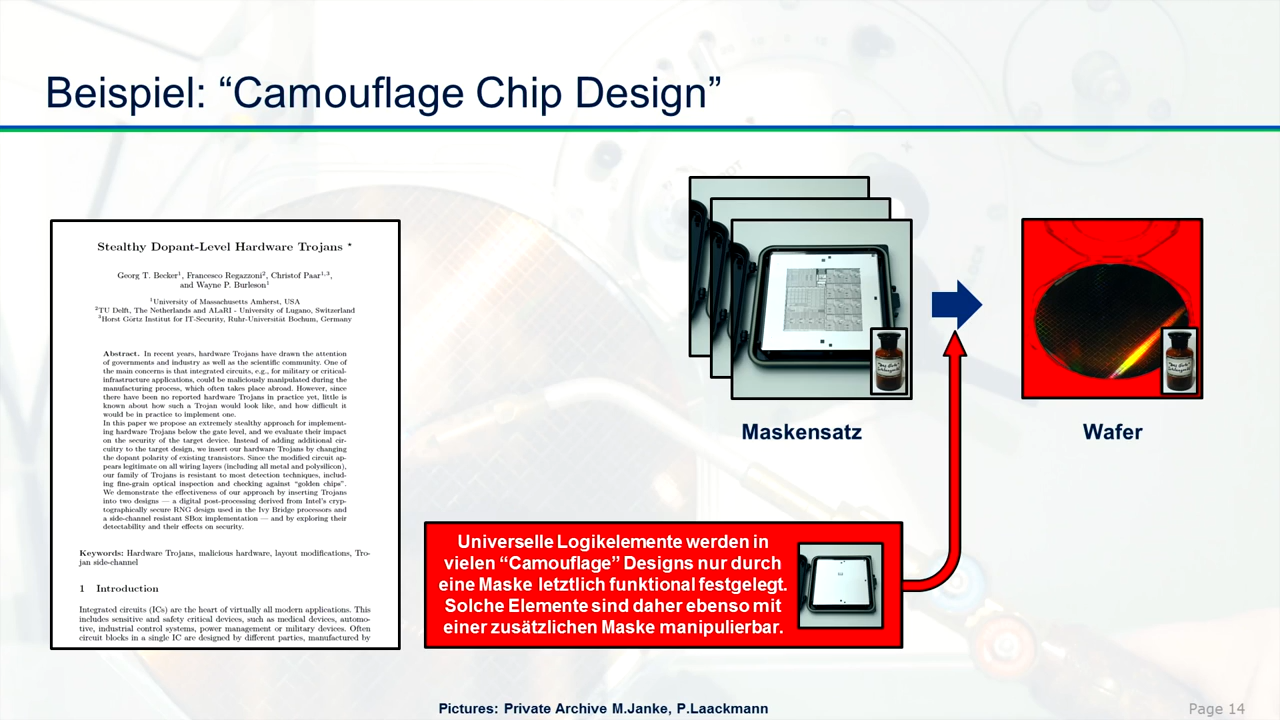 Beispiel: “Camouflage Chip Design”
Stealthy Dopant-Level Hardware Trojans *
Georg T. Becker1, Francesco Regazzoni2, Christof Paar1,3,
and Wayne P. Burleson1
1University of Massachusetts Amherst, USA
2TU Delft, The Netherlands and ALaRI - University of Lugano, Switzerland
3Horst Görtz Institut for IT-Security, Ruhr-Universität Bochum, Germany
Abstract. In recent years, hardware Trojans have drawn the attention
of governments and industry as well as the scientific community. One of
the main concerns is that integrated circuits, e.g., for military or critical-
infrastructure applications, could be maliciously manipulated during the
manufacturing process, which often takes place abroad. However, since
there have been no reported hardware Trojans in practice yet, little is
known about how such a Trojan would look like, and how difficult it
would be in practice to implement one.
In this paper we propose an extremely stealthy approach for implement-
ing hardware Trojans below the gate level, and we evaluate their impact
on the security of the target device. Instead of adding additional cir-
cuitry to the target design, we insert our hardware Trojans by changing
the dopant polarity of existing transistors. Since the modified circuit ap-
pears legitimate on all wiring layers (including all metal and polysilicon),
our family of Trojans is resistant to most detection techniques, includ-
ing fine-grain optical inspection and checking against “golden chips”.
We demonstrate the effectiveness of our approach by inserting Trojans
into two designs — a digital post-processing derived from Intel’s cryp-
tographically secure RNG design used in the Ivy Bridge processors and
a side-channel resistant SBox implementation — and by exploring their
detectability and their effects on security.
Keywords: Hardware Trojans, malicious hardware, layout modifications, Tro-
jan side-channel
1 Introduction
Integrated circuits (ICs) are the heart of virtually all modern applications. This
includes sensitive and safety critical devices, such as medical devices, automo-
tive, industrial control systems, power management or military devices. Often
circuit blocks in a single IC are designed by different parties, manufactured by
Maskensatz
Wafer
Universelle Logikelemente werden in
vielen “Camouflage” Designs nur durch
eine Maske letztlich funktional festgelegt.
Solche Elemente sind daher ebenso mit
einer zusätzlichen Maske manipulierbar.
Pictures: Private Archive M.Janke, P.Laackmann
Page 14